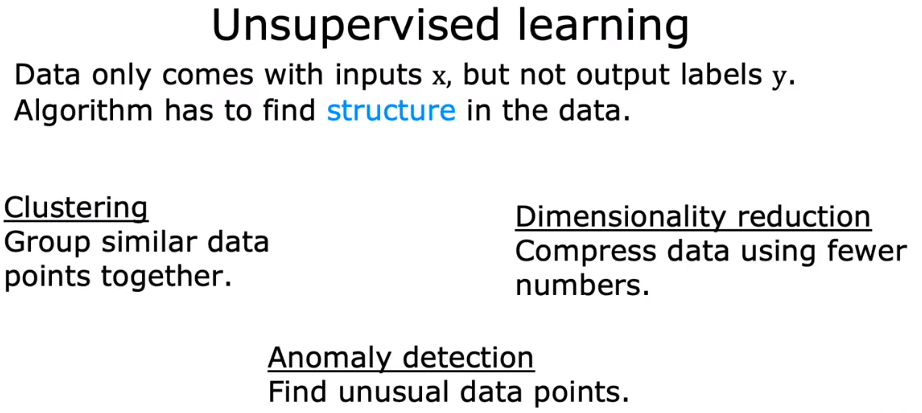 Unsupervised learning
Data only comes with inputs x, but not output labels y.
Algorithm has to find structure in the data.
Clustering
Group similar data
points together.
Dimensionality reduction
Compress data using fewer
numbers.
Anomaly detection
Find unusual data points.